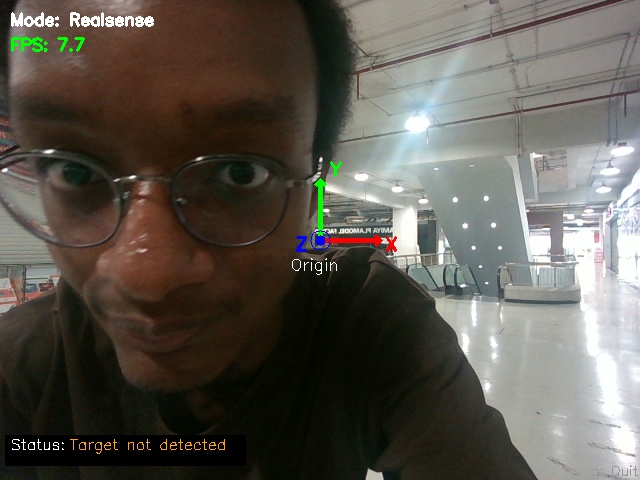 Mode: Realsense
FPS: 7.7
Y
Z
X
Origin
Status: Target not detected
Quit